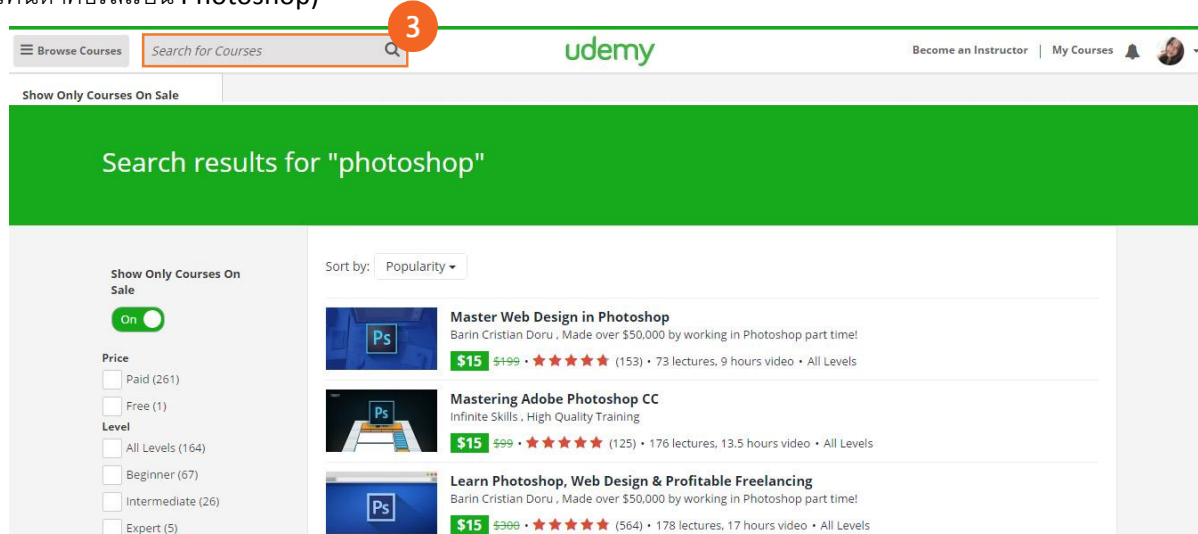 Photoshop)
3
Browse Courses
Search for Courses
udemy
Become an Instructor | My Courses
Show Only Courses On Sale
Search results for "photoshop"
Show Only Courses On
Sale
On
Price
Paid (261)
Free (1)
Level
All Levels (164)
Beginner (67)
Intermediate (26)
Expert (5)
Sort by: Popularity
Ps
Master Web Design in Photoshop
Barin Cristian Doru , Made over $50,000 by working in Photoshop part time!
$15 $199 • (153) • 73 lectures, 9 hours video • All Levels
Ps
Mastering Adobe Photoshop CC
Infinite Skills , High Quality Training
$15 $99 • (125) • 176 lectures, 13.5 hours video • All Levels
Ps
Learn Photoshop, Web Design & Profitable Freelancing
Barin Cristian Doru , Made over $50,000 by working in Photoshop part time!
$15 $300 • (564) • 178 lectures, 17 hours video • All Levels